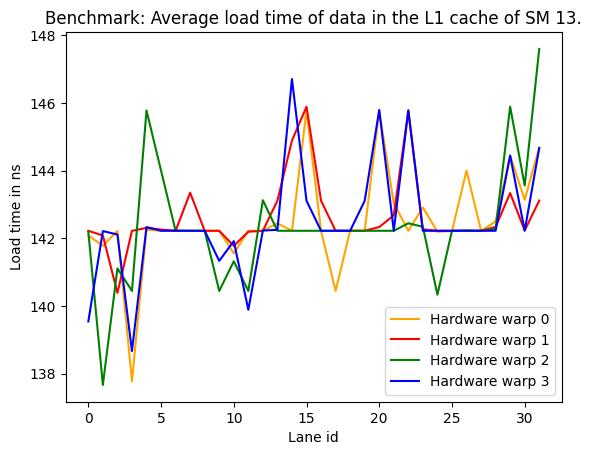 Benchmark: Average load time of data in the L1 cache of SM 13.
148
146
144
142
140
138
Load time in ns
0
5
10
15
20
25
30
Lane id
Hardware warp 0
Hardware warp 1
Hardware warp 2
Hardware warp 3